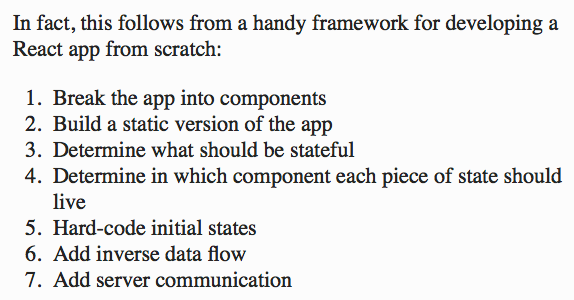 In fact, this follows from a handy framework for developing a
React app from scratch:
1. Break the app into components
2. Build a static version of the app
3. Determine what should be stateful
4. Determine in which component each piece of state should
live
5. Hard-code initial states
6. Add inverse data flow
7. Add server communication